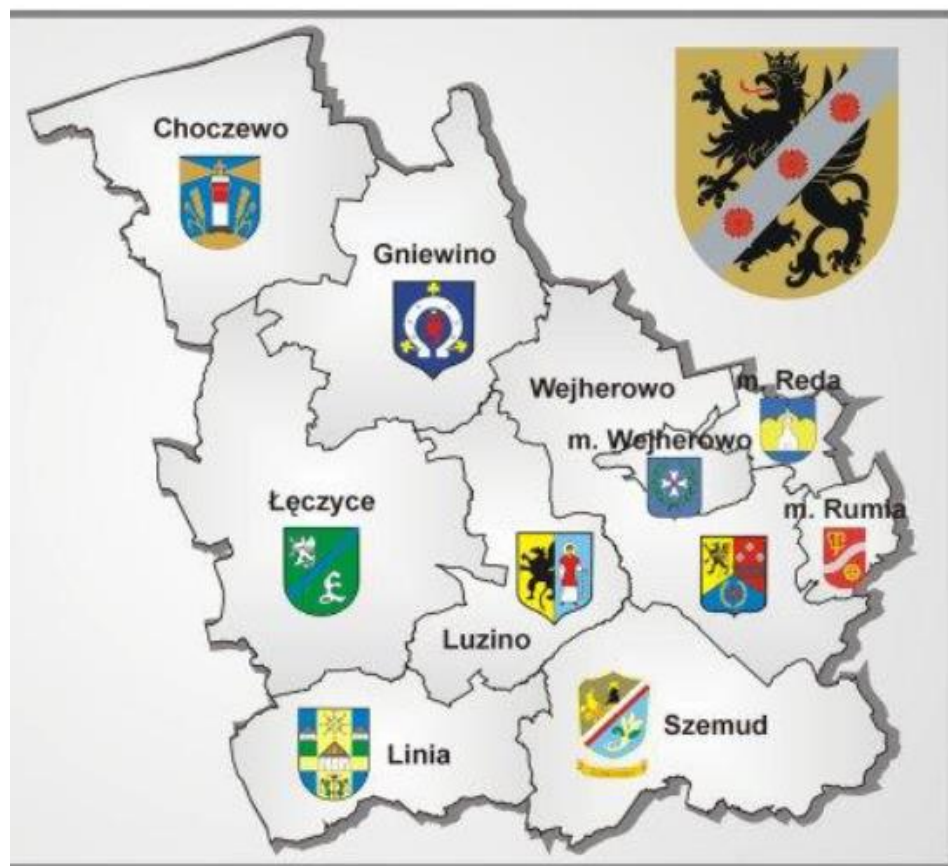 Choczewo
Gniewino
Wejherowo
m. Reda
m. Wejherowo
Łęczyce
m. Rumia
Luzino
Szemud
Linia